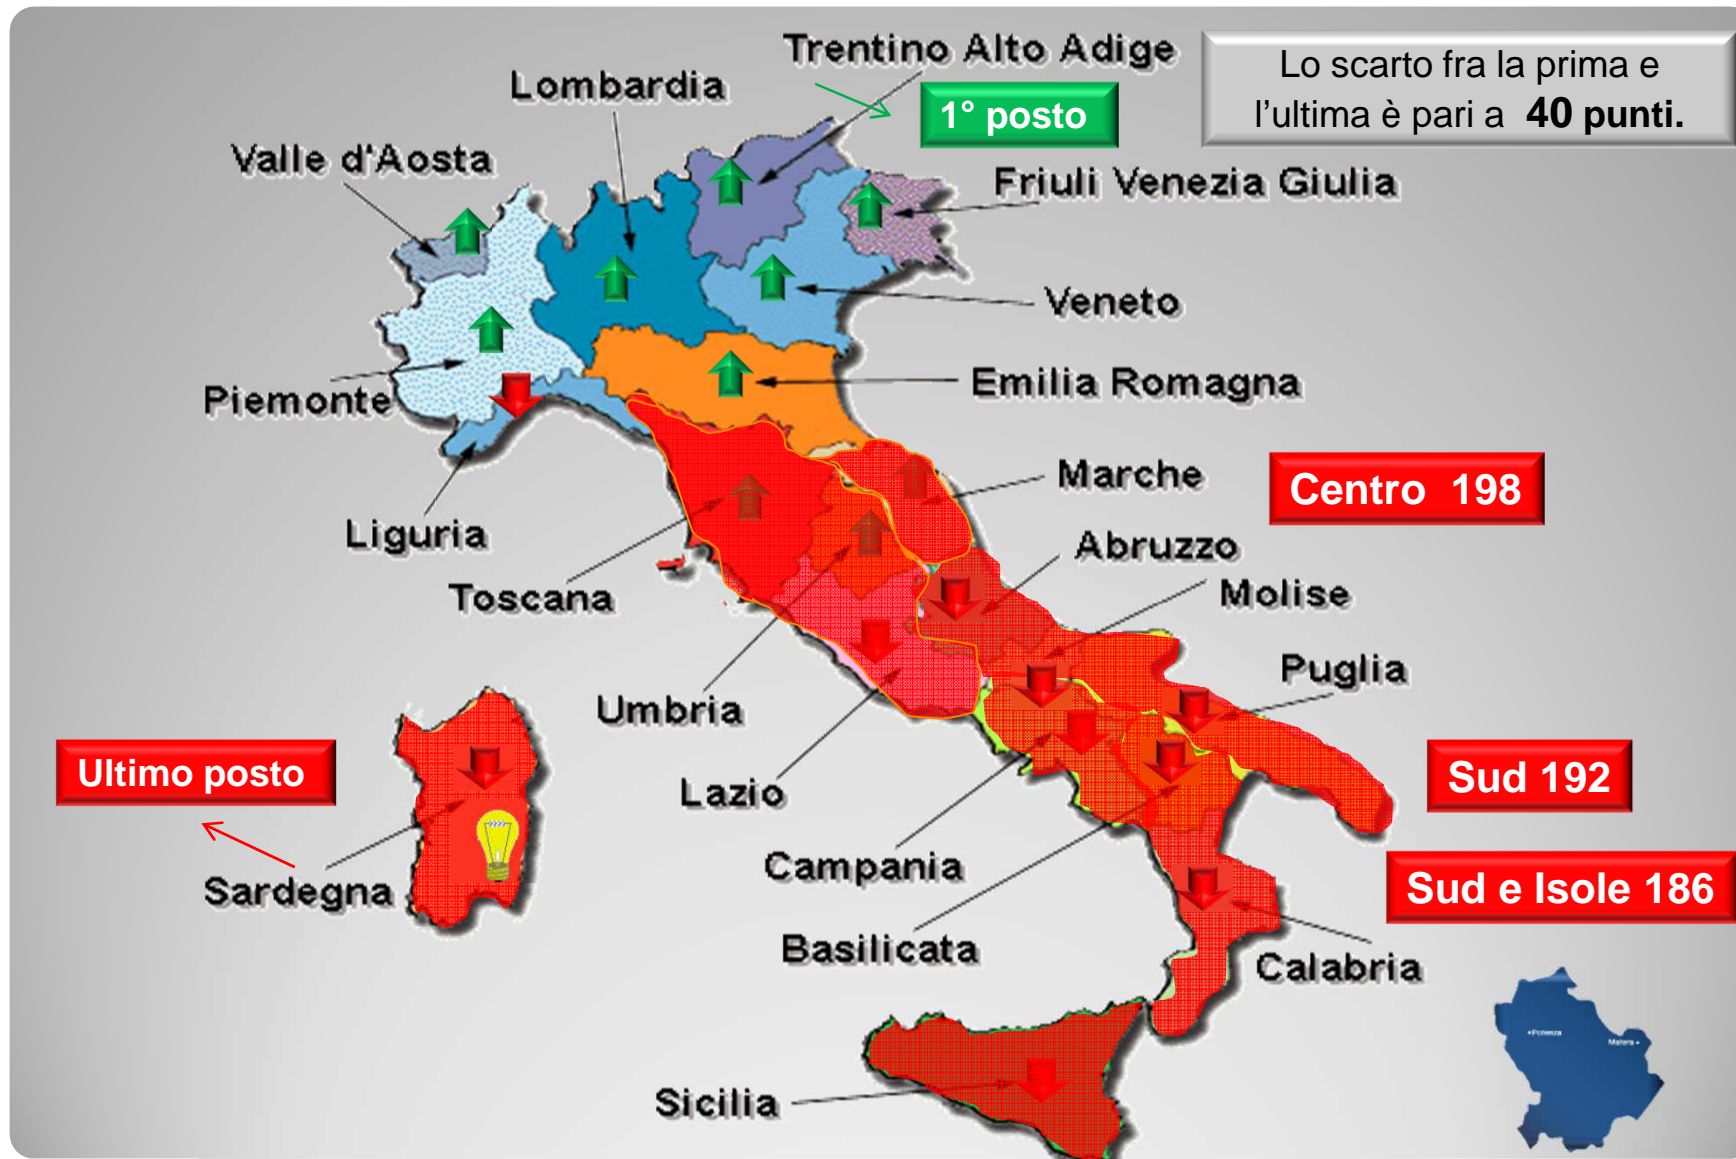 Trentino Alto Adige
Lo scarto fra la prima e
l'ultima è pari a 40 punti.
Lombardia
1° posto
Valle d'Aosta
Friuli Venezia Giulia
Veneto
Piemonte
Emilia Romagna
Marche
Centro 198
Liguria
Abruzzo
Toscana
Molise
Puglia
Umbria
Ultimo posto
Sud 192
Lazio
Campania
Sardegna
Sud e Isole 186
Basilicata
Calabria
Potenza
Matera
Sicilia